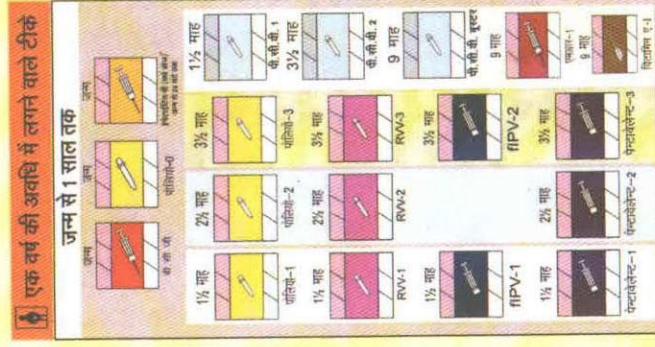 एक वर्ष की अवधि में लगने वाले टीके
जन्म से 1 साल तक
जन्म
बी सी जी
जन्म
पोलियो-0
जन्म
1½ माह
पोलियो-1
2½ माह
पोलियो-2
3½ माह
पोलियो-3
1½ माह
पी. सी. वी. 1
1½ माह
RVV-1
2½ माह
RVV-2
3½ माह
RVV-3
3½ माह
पी. सी. वी. 2
1½ माह
fIPV-1
3½ माह
fIPV-2
9 माह
पी. सी. वी. बूस्टर
1½ माह
पेन्टावेलेन्ट-1
2½ माह
पेन्टावेलेन्ट-2
3½ माह
पेन्टावेलेन्ट-3
9 माह
एमआर-1
9 माह
विटामिन ए-1